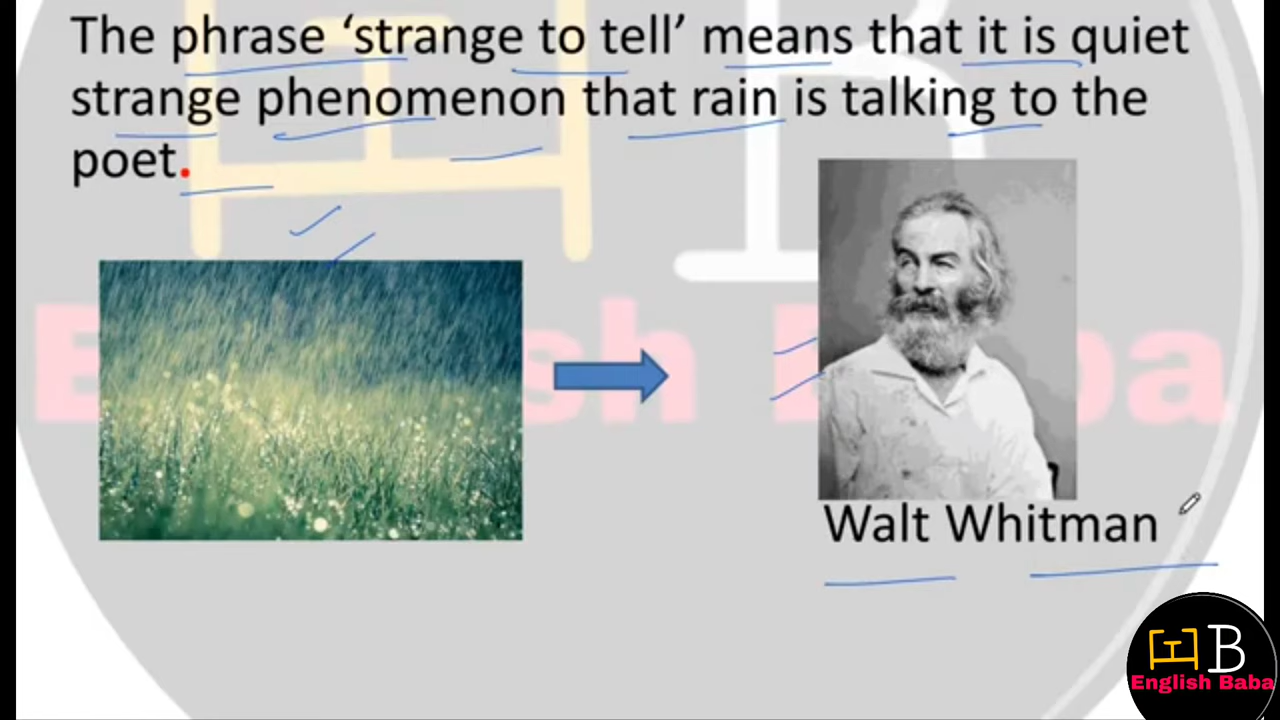 The phrase ‘strange to tell’ means that it is quiet
strange phenomenon that rain is talking to the
poet.
Walt Whitman
EB
English Baba